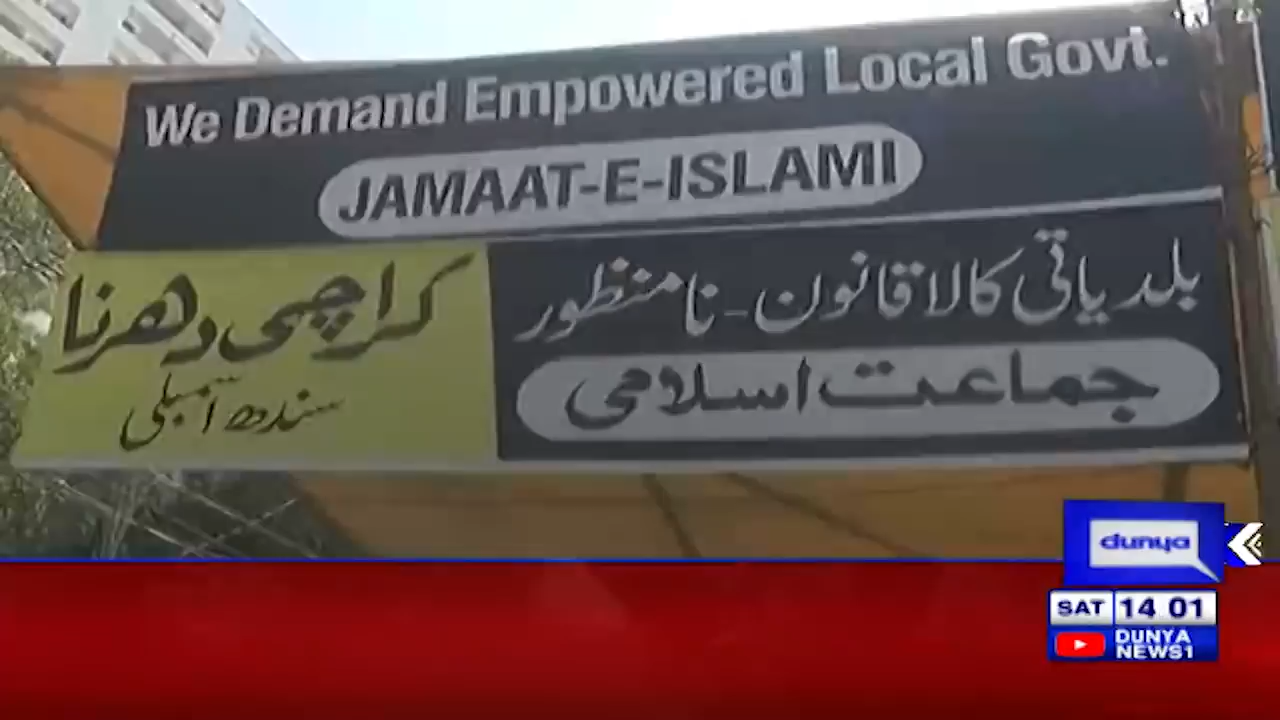 We Demand Empowered Local Govt.
JAMAAT-E-ISLAMI
بلدیاتی کالا قانون - نامنظور
جماعت اسلامی
کراچی دھرنا
سندھ اسمبلی
dunya
SAT 14 01
DUNYA
NEWS1